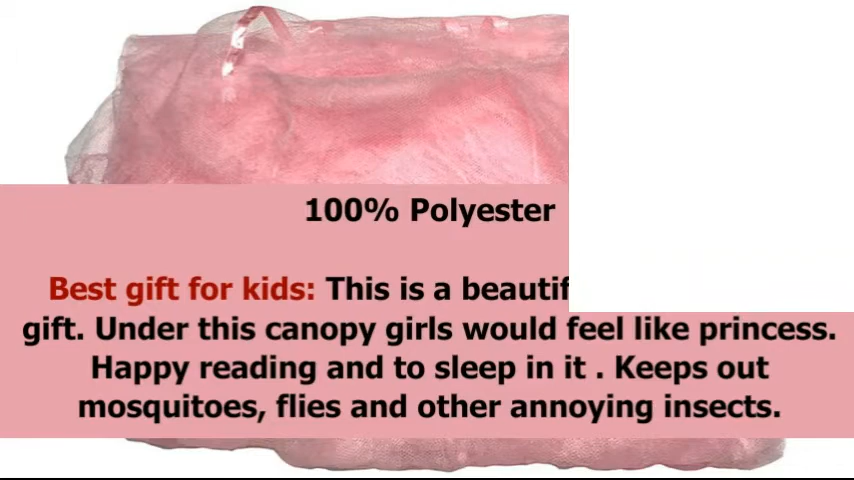 100% Polyester
Best gift for kids: This is a beautif
gift. Under this canopy girls would feel like princess.
Happy reading and to sleep in it . Keeps out
mosquitoes, flies and other annoying insects.